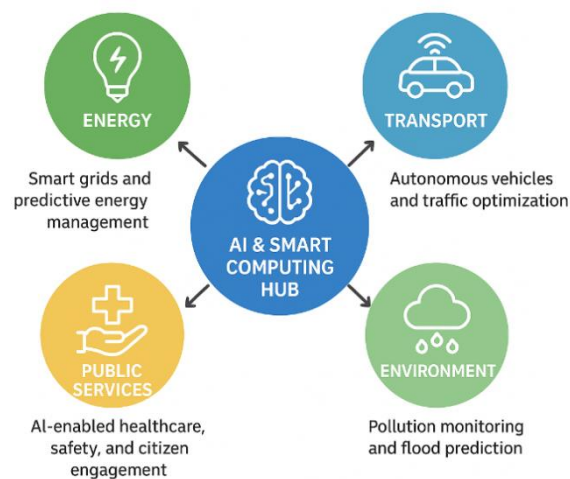 ENERGY
Smart grids and
predictive energy
management
TRANSPORT
Autonomous vehicles
and traffic optimization
AI & SMART
COMPUTING
HUB
PUBLIC
SERVICES
AI-enabled healthcare,
safety, and citizen
engagement
ENVIRONMENT
Pollution monitoring
and flood prediction